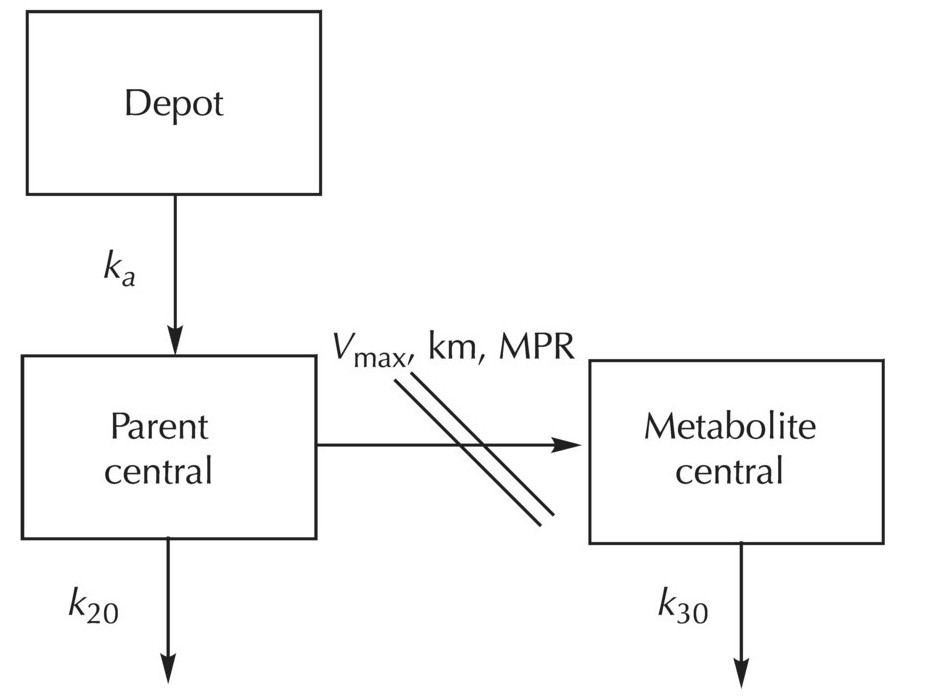 Depot
kₐ
Vₘₐₓ, km, MPR
Parent
central
Metabolite
central
k₂₀
k₃₀